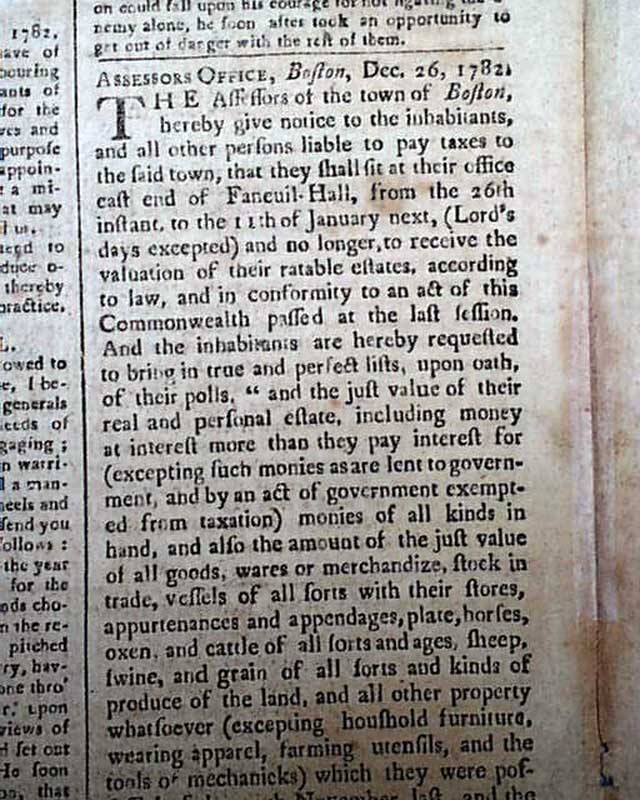 1782,
have of
bouring
ants of
for the
ves and
purpose
appoin-
t a mi-
at may
tend to
duce o-
thereby
practice.
L.
owed to
e, I be-
generals
eeds of
gaging ;
n warri-
d a man-
heels and
ſend you
follows :
the year
for the
ods cho-
n the re-
pitched
ry, hav-
one thro'
upon
views of
ſet out
He ſoon
on, that
on could fall upon his courage for not
nemy alone, he ſoon after took an opportunity to
get out of danger with the reſt of them.
ASSESSORS OFFICE, Boſton, Dec. 26, 1782.
THE Aſſeſſors of the town of Boſton,
hereby give notice to the inhabitants,
and all other perſons liable to pay taxes to
the ſaid town, that they ſhall ſit at their office
eaſt end of Faneuil-Hall, from the 26th
inſtant, to the 11th of January next, (Lord's
days excepted) and no longer, to receive the
valuation of their ratable eſtates, according
to law, and in conformity to an act of this
Commonwealth paſſed at the laſt ſeſſion.
And the inhabitants are hereby requeſted
to bring in true and perfect liſts, upon oath,
of their polls, “ and the juſt value of their
real and perſonal eſtate, including money
at intereſt more than they pay intereſt for
(excepting ſuch monies as are lent to govern-
ment, and by an act of government exempt-
ed from taxation) monies of all kinds in
hand, and alſo the amount of the juſt value
of all goods, wares or merchandize, ſtock in
trade, veſſels of all ſorts with their ſtores,
appurtenances and appendages, plate, horſes,
oxen, and cattle of all ſorts and ages, ſheep,
ſwine, and grain of all ſorts and kinds of
produce of the land, and all other property
whatſoever (excepting houſhold furniture,
wearing apparel, farming utenſils, and the
tools of mechanicks) which they were poſ-
November laſt, and the